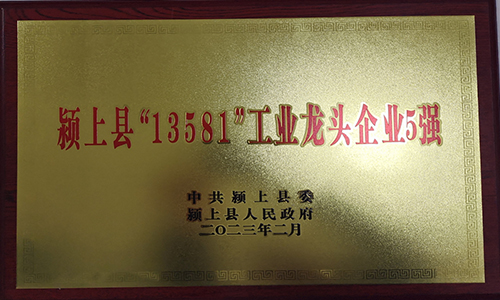 颍上县“13581”工业龙头企业5强
中共颍上县委
颍上县人民政府
二〇二三年二月